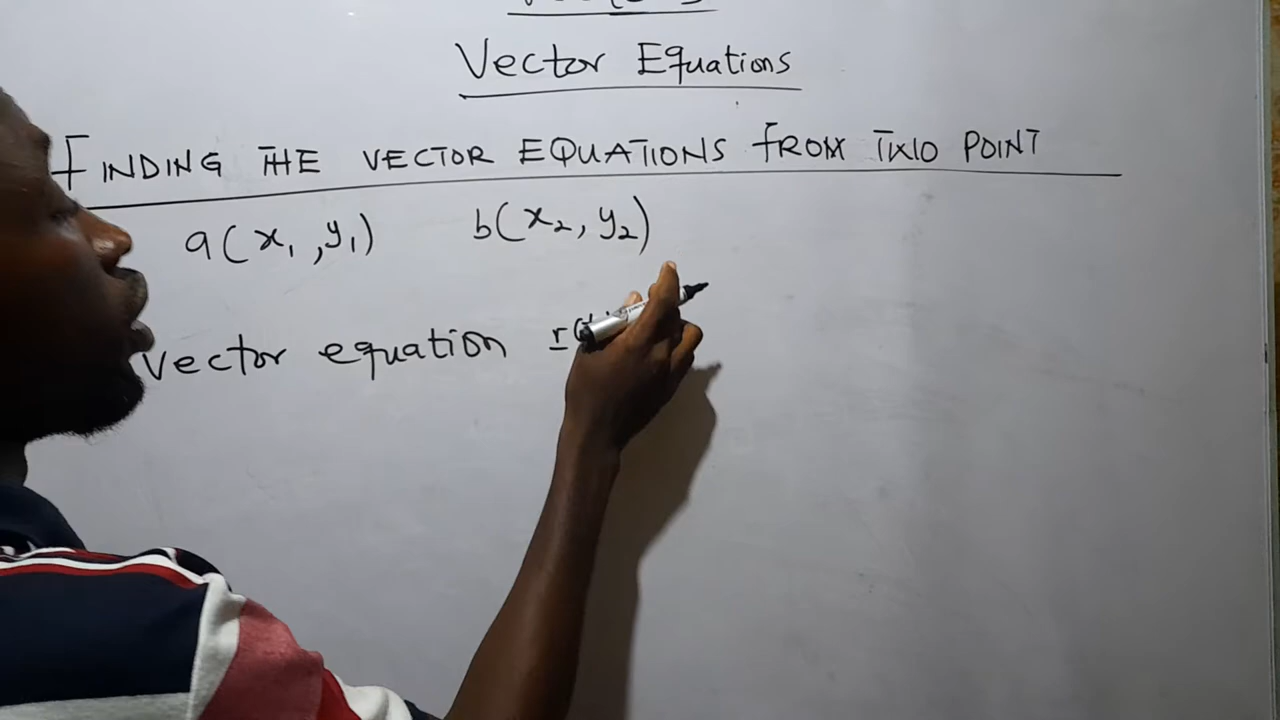 Vector Equations
FINDING THE VECTOR EQUATIONS FROM TWO POINT
a(x₁, y₁) b(x₂, y₂)
Vector equation